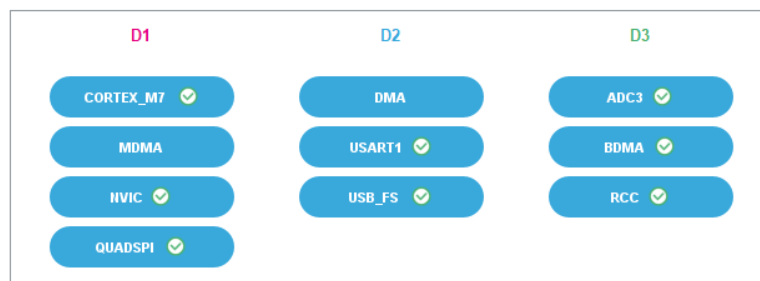 D1 D2 D3
CORTEX_M7 DMA ADC3
MDMA USART1 BDMA
NVIC USB_FS RCC
QUADSPI